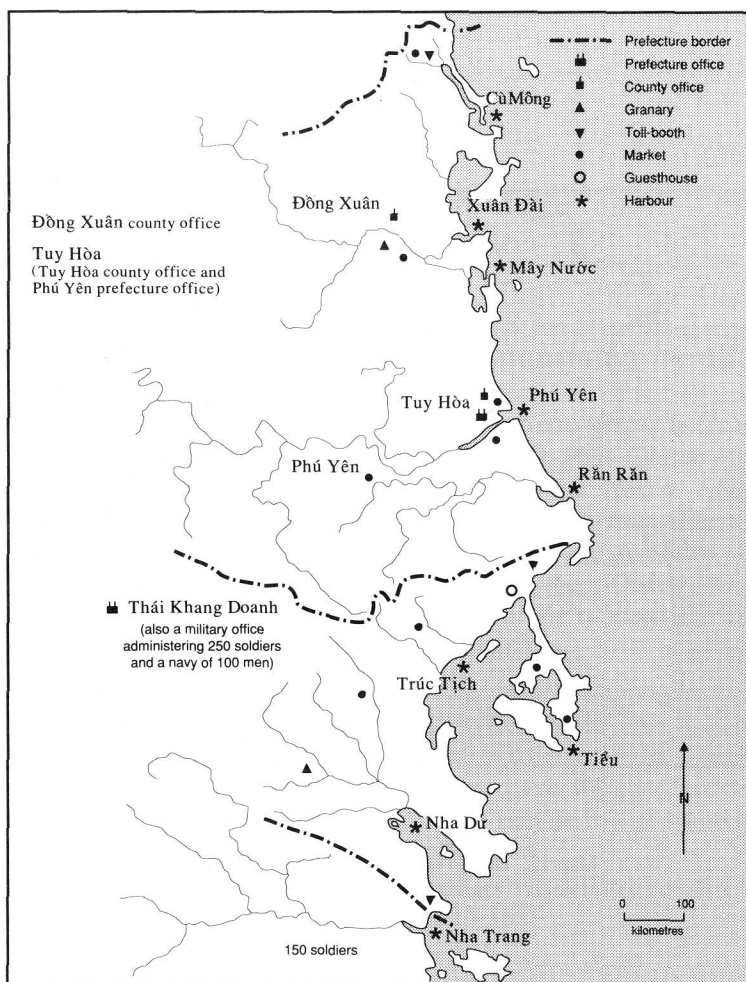 Prefecture border
Prefecture office
County office
Granary
Toll-booth
Market
Guesthouse
Harbour
Cù Mông
Đồng Xuân
Xuân Đài
Đồng Xuân county office
Tuy Hòa
(Tuy Hòa county office and
Phú Yên prefecture office)
Mây Nước
Tuy Hòa
Phú Yên
Phú Yên
Răn Răn
Thái Khang Doanh
(also a military office
administering 250 soldiers
and a navy of 100 men)
Trúc Tịch
Tiểu
N
Nha Dư
0 100
kilometres
Nha Trang
150 soldiers